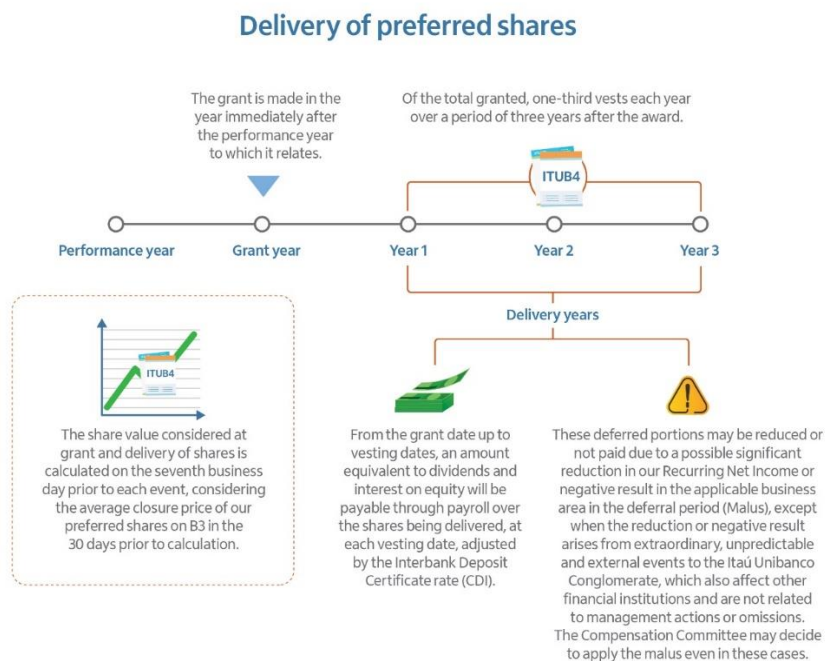 Delivery of preferred shares
The grant is made in the
year immediately after
the performance year
to which it relates.
Of the total granted, one-third vests each year
over a period of three years after the award.
ITUB4
Performance year
Grant year
Year 1
Year 2
Year 3
Delivery years
ITUB4
The share value considered at
grant and delivery of shares is
calculated on the seventh business
day prior to each event, considering
the average closure price of our
preferred shares on B3 in the
30 days prior to calculation.
From the grant date up to
vesting dates, an amount
equivalent to dividends and
interest on equity will be
payable through payroll over
the shares being delivered, at
each vesting date, adjusted
by the Interbank Deposit
Certificate rate (CDI).
These deferred portions may be reduced or
not paid due to a possible significant
reduction in our Recurring Net Income or
negative result in the applicable business
area in the deferral period (Malus), except
when the reduction or negative result
arises from extraordinary, unpredictable
and external events to the Itaú Unibanco
Conglomerate, which also affect other
financial institutions and are not related
to management actions or omissions.
The Compensation Committee may decide
to apply the malus even in these cases.